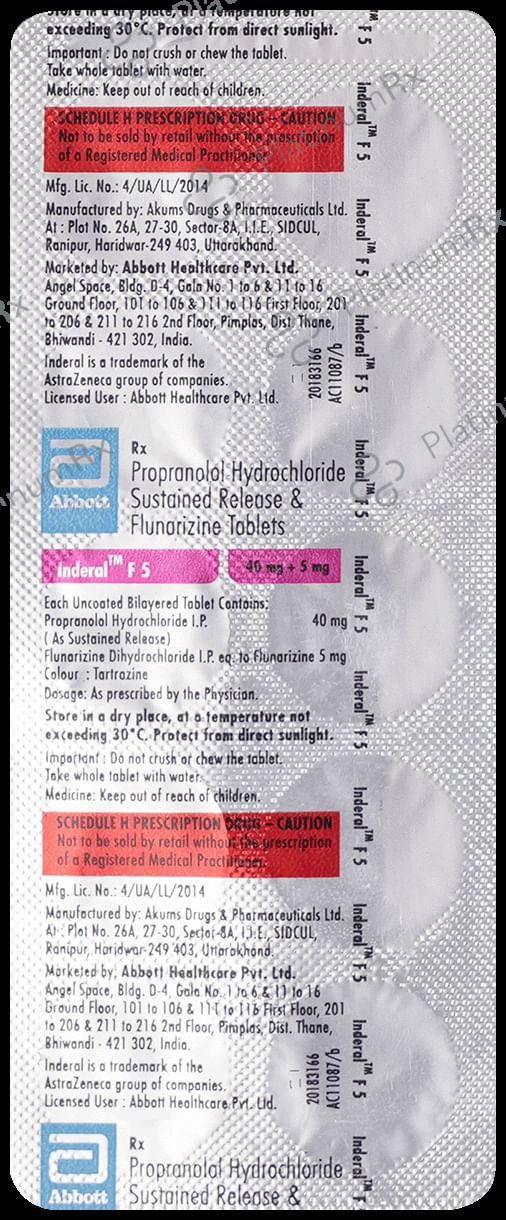 Store in a dry place, at a temperature not
exceeding 30°C. Protect from direct sunlight.
Important : Do not crush or chew the tablet.
Take whole tablet with water.
Medicine: Keep out of reach of children.
SCHEDULE H PRESCRIPTION DRUG – CAUTION
Not to be sold by retail without the prescription
of a Registered Medical Practitioner.
Mfg. Lic. No.: 4/UA/LL/2014
Manufactured by: Akums Drugs & Pharmaceuticals Ltd.
At : Plot No. 26A, 27-30, Sector-8A, I.I.E., SIDCUL,
Ranipur, Haridwar-249 403, Uttarakhand.
Marketed by: Abbott Healthcare Pvt. Ltd.
Angel Space, Bldg. D-4, Gala No. 1 to 6 & 11 to 16
Ground Floor, 101 to 106 & 111 to 116 First Floor, 201
to 206 & 211 to 216 2nd Floor, Pimplas, Dist. Thane,
Bhiwandi - 421 302, India.
Inderal is a trademark of the
AstraZeneca group of companies.
Licensed User : Abbott Healthcare Pvt. Ltd.
20183166
ACI11087/9
Abbott
Rx
Propranolol Hydrochloride
Sustained Release &
Flunarizine Tablets
Inderal™ F 5
40 mg + 5 mg
Each Uncoated Bilayered Tablet Contains:
Propranolol Hydrochloride I.P. 40 mg
( As Sustained Release)
Flunarizine Dihydrochloride I.P. eq. to Flunarizine 5 mg
Colour : Tartrazine
Dosage: As prescribed by the Physician.
Store in a dry place, at a temperature not
exceeding 30°C. Protect from direct sunlight.
Important : Do not crush or chew the tablet.
Take whole tablet with water.
Medicine: Keep out of reach of children.
SCHEDULE H PRESCRIPTION DRUG – CAUTION
Not to be sold by retail without the prescription
of a Registered Medical Practitioner.
Mfg. Lic. No.: 4/UA/LL/2014
Manufactured by: Akums Drugs & Pharmaceuticals Ltd.
At : Plot No. 26A, 27-30, Sector-8A, I.I.E., SIDCUL,
Ranipur, Haridwar-249 403, Uttarakhand.
Marketed by: Abbott Healthcare Pvt. Ltd.
Angel Space, Bldg. D-4, Gala No. 1 to 6 & 11 to 16
Ground Floor, 101 to 106 & 111 to 116 First Floor, 201
to 206 & 211 to 216 2nd Floor, Pimplas, Dist. Thane,
Bhiwandi - 421 302, India.
Inderal is a trademark of the
AstraZeneca group of companies.
Licensed User : Abbott Healthcare Pvt. Ltd.
20183166
ACI11087/9
Abbott
Rx
Propranolol Hydrochloride
Sustained Release &
™ F 5
Inderal™ F 5
Inderal™ F 5
Inderal™ F 5
Inderal™ F 5
Inderal™ F 5
Inderal™ F 5
Inderal™ F 5
Inderal™ F 5
Inderal™ F 5
Inderal™ F
PlatinumRx
PlatinumRx